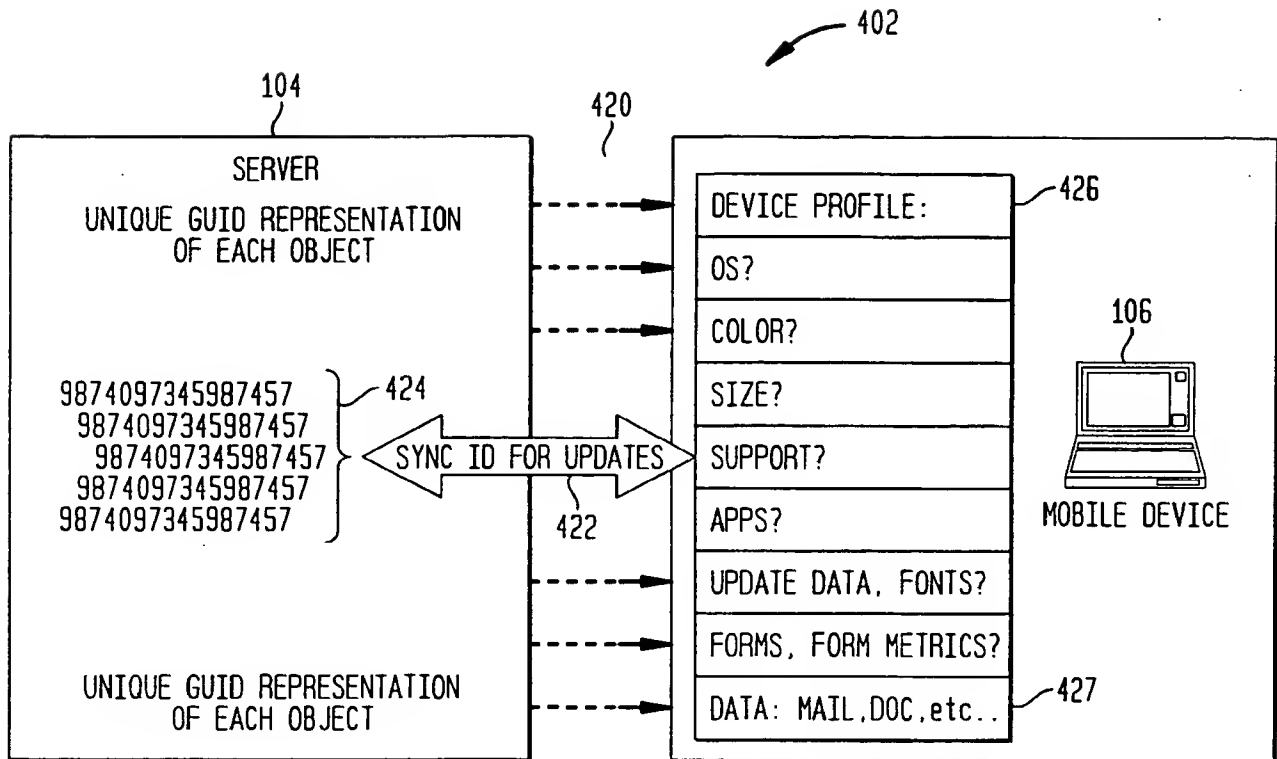 402
104
420
SERVER
UNIQUE GUID REPRESENTATION
OF EACH OBJECT
DEVICE PROFILE:
426
OS?
COLOR?
106
SIZE?
9874097345987457
424
9874097345987457
9874097345987457
9874097345987457
9874097345987457
SYNC ID FOR UPDATES
422
SUPPORT?
MOBILE DEVICE
APPS?
UPDATE DATA, FONTS?
FORMS, FORM METRICS?
UNIQUE GUID REPRESENTATION
OF EACH OBJECT
DATA: MAIL,DOC,etc..
427